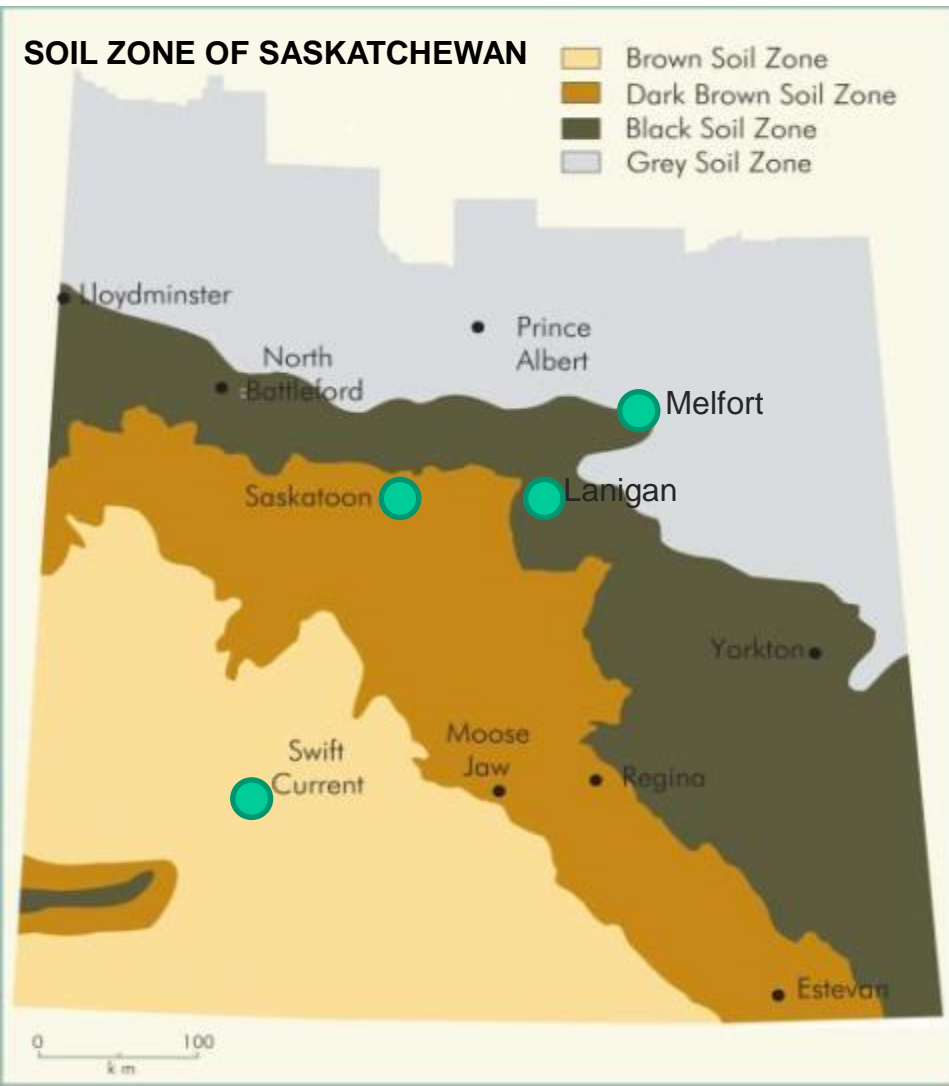 SOIL ZONE OF SASKATCHEWAN
Brown Soil Zone
Dark Brown Soil Zone
Black Soil Zone
Grey Soil Zone
Lloydminster
Prince
Albert
North
Battleford
Melfort
Saskatoon
Lanigan
Yorkton
Moose
Jaw
Swift
Current
Regina
Estevan
0 100
km